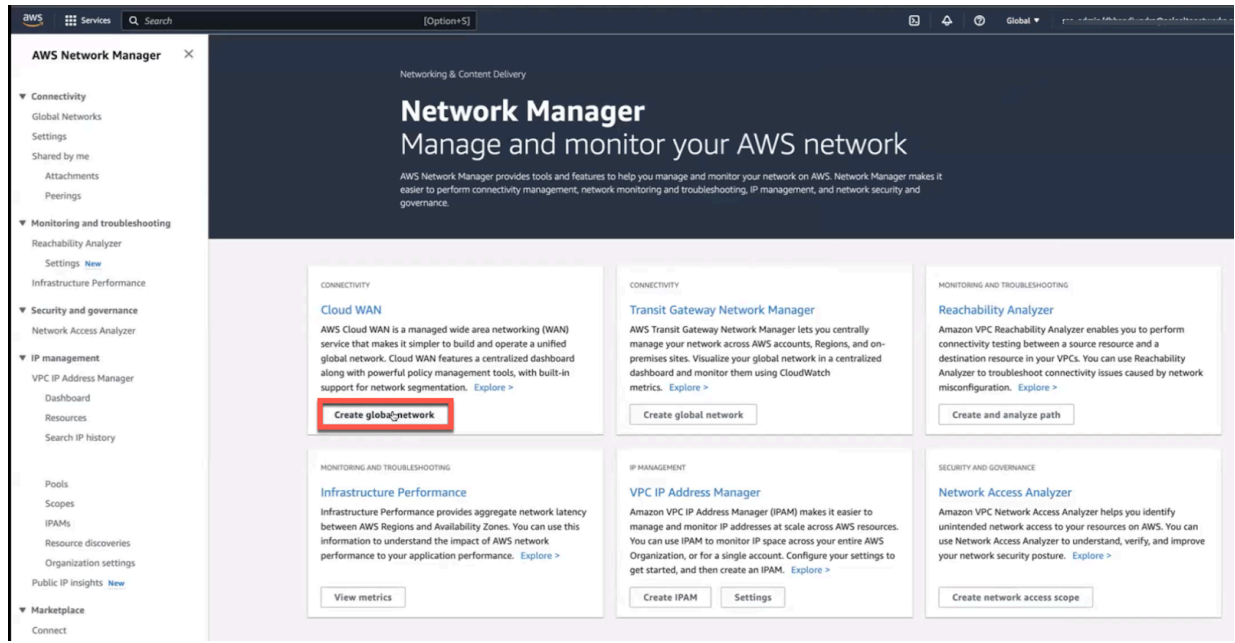 aws
Services
Search
[Option+S]
Global
AWS Network Manager
Connectivity
Global Networks
Settings
Shared by me
Attachments
Peerings
Monitoring and troubleshooting
Reachability Analyzer
Settings New
Infrastructure Performance
Security and governance
Network Access Analyzer
IP management
VPC IP Address Manager
Dashboard
Resources
Search IP history
Pools
Scopes
IPAMs
Resource discoveries
Organization settings
Public IP insights New
Marketplace
Connect
Networking & Content Delivery
Network Manager
Manage and monitor your AWS network
AWS Network Manager provides tools and features to help you manage and monitor your network on AWS. Network Manager makes it
easier to perform connectivity management, network monitoring and troubleshooting, IP management, and network security and
governance.
CONNECTIVITY
Cloud WAN
AWS Cloud WAN is a managed wide area networking (WAN)
service that makes it simpler to build and operate a unified
global network. Cloud WAN features a centralized dashboard
along with powerful policy management tools, with built-in
support for network segmentation. Explore >
Create global network
CONNECTIVITY
Transit Gateway Network Manager
AWS Transit Gateway Network Manager lets you centrally
manage your network across AWS accounts, Regions, and on-
premises sites. Visualize your global network in a centralized
dashboard and monitor them using CloudWatch
metrics. Explore >
Create global network
MONITORING AND TROUBLESHOOTING
Reachability Analyzer
Amazon VPC Reachability Analyzer enables you to perform
connectivity testing between a source resource and a
destination resource in your VPCs. You can use Reachability
Analyzer to troubleshoot connectivity issues caused by network
misconfiguration. Explore >
Create and analyze path
MONITORING AND TROUBLESHOOTING
Infrastructure Performance
Infrastructure Performance provides aggregate network latency
between AWS Regions and Availability Zones. You can use this
information to understand the impact of AWS network
performance to your application performance. Explore >
View metrics
IP MANAGEMENT
VPC IP Address Manager
Amazon VPC IP Address Manager (IPAM) makes it easier to
manage and monitor IP addresses at scale across AWS resources.
You can use IPAM to monitor IP space across your entire AWS
Organization, or for a single account. Configure your settings to
get started, and then create an IPAM. Explore >
Create IPAM
Settings
SECURITY AND GOVERNANCE
Network Access Analyzer
Amazon VPC Network Access Analyzer helps you identify
unintended network access to your resources on AWS. You can
use Network Access Analyzer to understand, verify, and improve
your network security posture. Explore >
Create network access scope